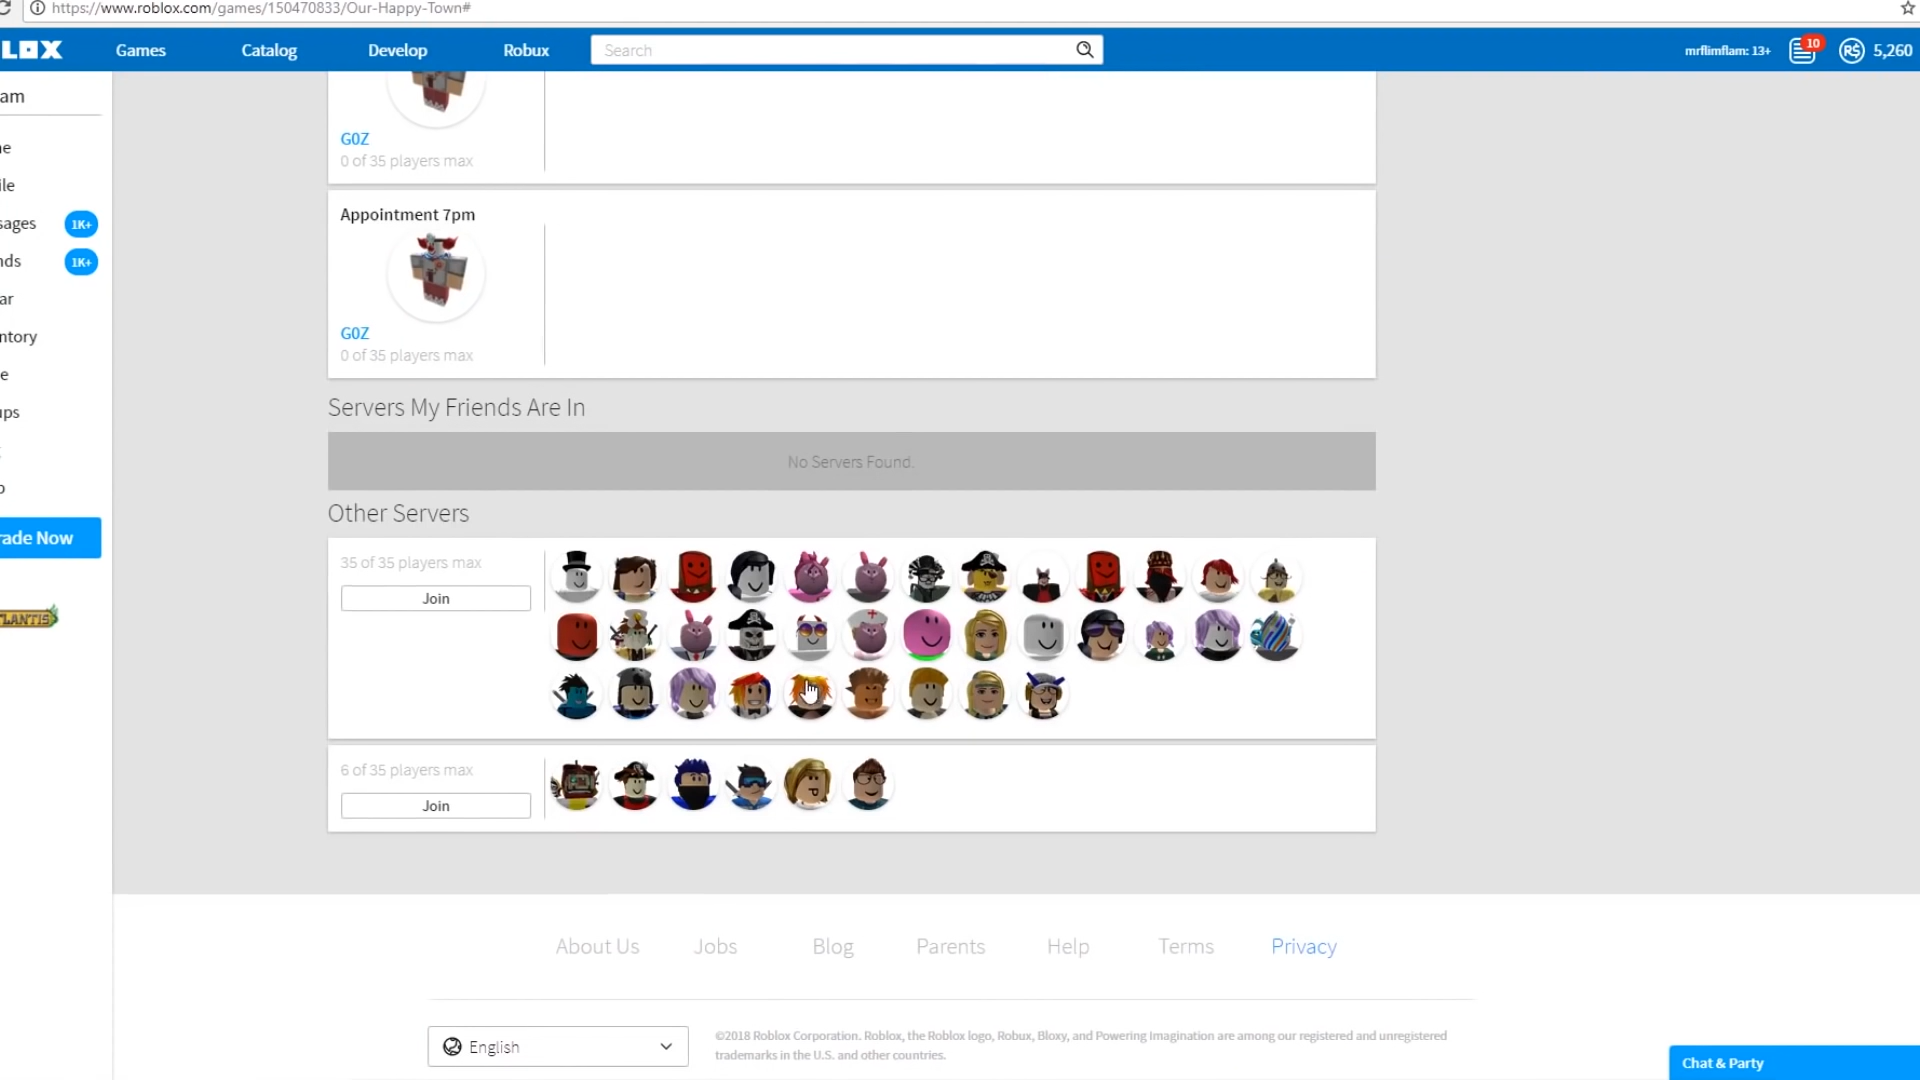 https://www.roblox.com/games/150470833/Our-Happy-Town#
LOX Games Catalog Develop Robux Search mrflimflam: 13+ 10 R$ 5,260
am
ne
ile
sages 1K+
nds 1K+
ar
ntory
e
ups
p
rade Now
LANTIS
G0Z
0 of 35 players max
Appointment 7pm
G0Z
0 of 35 players max
Servers My Friends Are In
No Servers Found.
Other Servers
35 of 35 players max
Join
6 of 35 players max
Join
About Us Jobs Blog Parents Help Terms Privacy
English
©2018 Roblox Corporation. Roblox, the Roblox logo, Robux, Bloxy, and Powering Imagination are among our registered and unregistered
trademarks in the U.S. and other countries.
Chat & Party